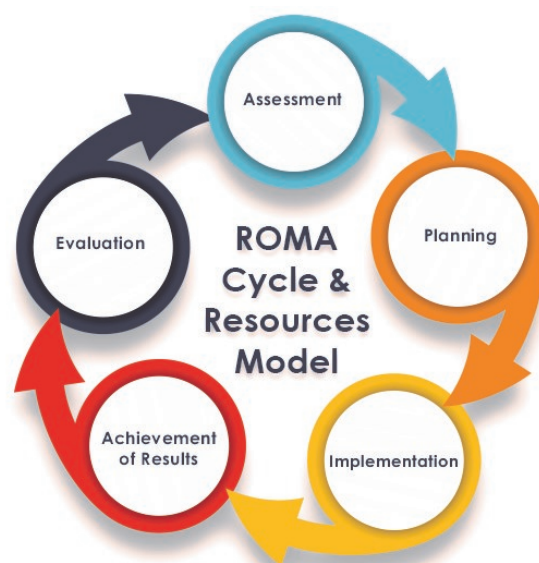 Assessment
Planning
Implementation
Achievement
of Results
Evaluation
ROMA
Cycle &
Resources
Model